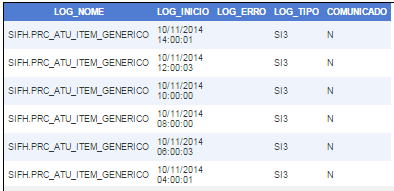 LOG_NOME LOG_INICIO LOG_ERRO LOG_TIPO COMUNICADO
SIFH.PRC_ATU_ITEM_GENERICO 10/11/2014 14:00:01 SI3 N
SIFH.PRC_ATU_ITEM_GENERICO 10/11/2014 12:00:03 SI3 N
SIFH.PRC_ATU_ITEM_GENERICO 10/11/2014 10:00:00 SI3 N
SIFH.PRC_ATU_ITEM_GENERICO 10/11/2014 08:00:00 SI3 N
SIFH.PRC_ATU_ITEM_GENERICO 10/11/2014 06:00:03 SI3 N
SIFH.PRC_ATU_ITEM_GENERICO 10/11/2014 04:00:01 SI3 N